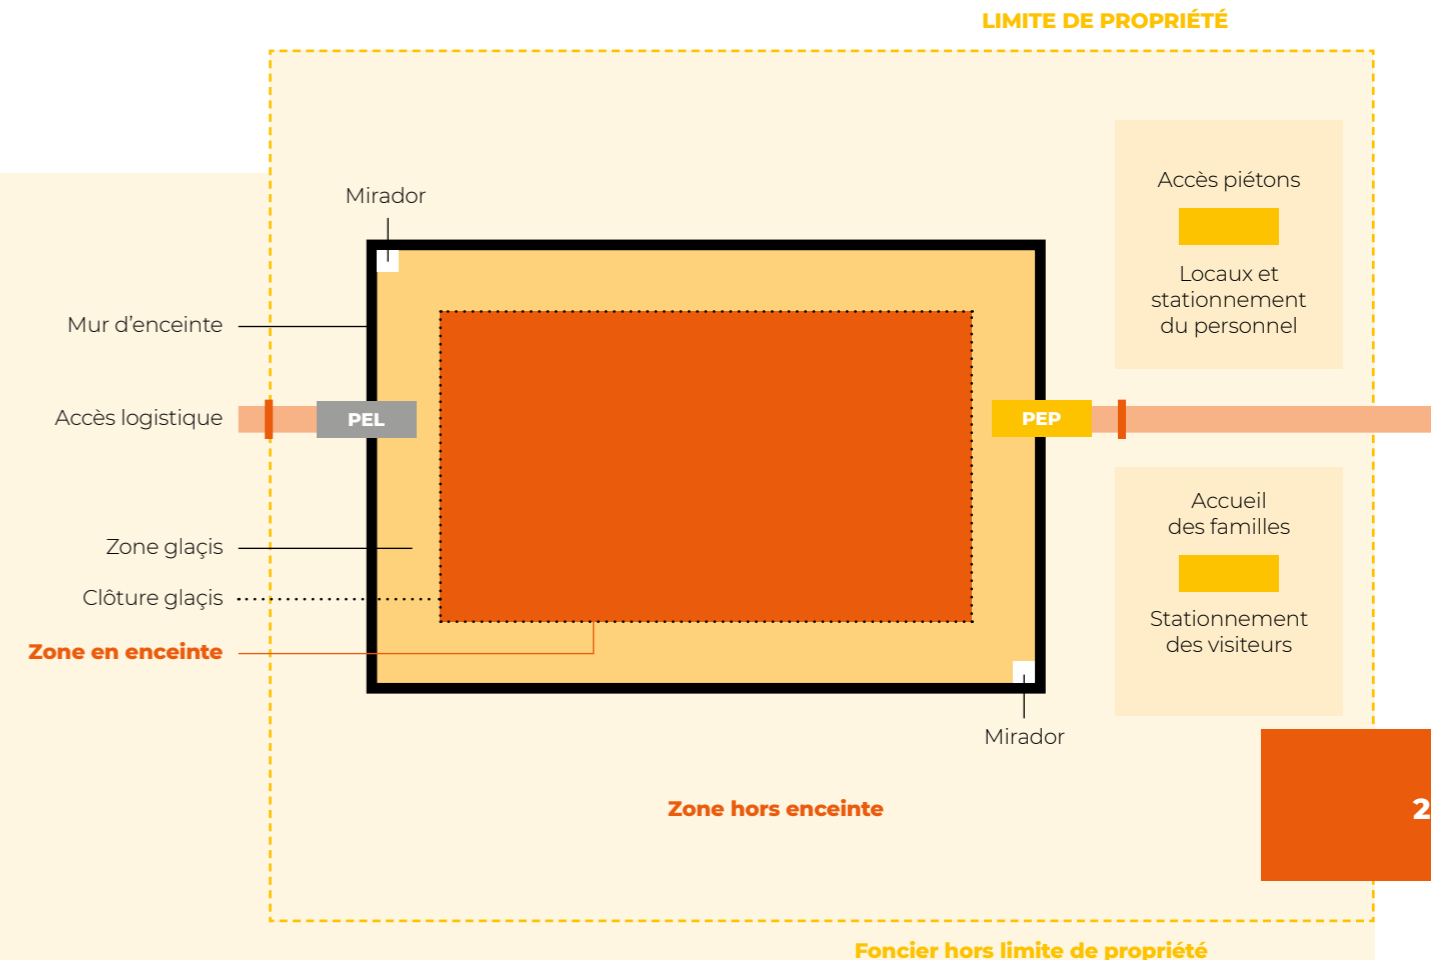 LIMITE DE PROPRIÉTÉ
Mirador
Accès piétons
Locaux et
stationnement
du personnel
Mur d'enceinte
Accès logistique
PEL
PEP
Accueil
des familles
Stationnement
des visiteurs
Zone glaçis
Clôture glaçis
Zone en enceinte
Mirador
Zone hors enceinte
2
Foncier hors limite de propriété